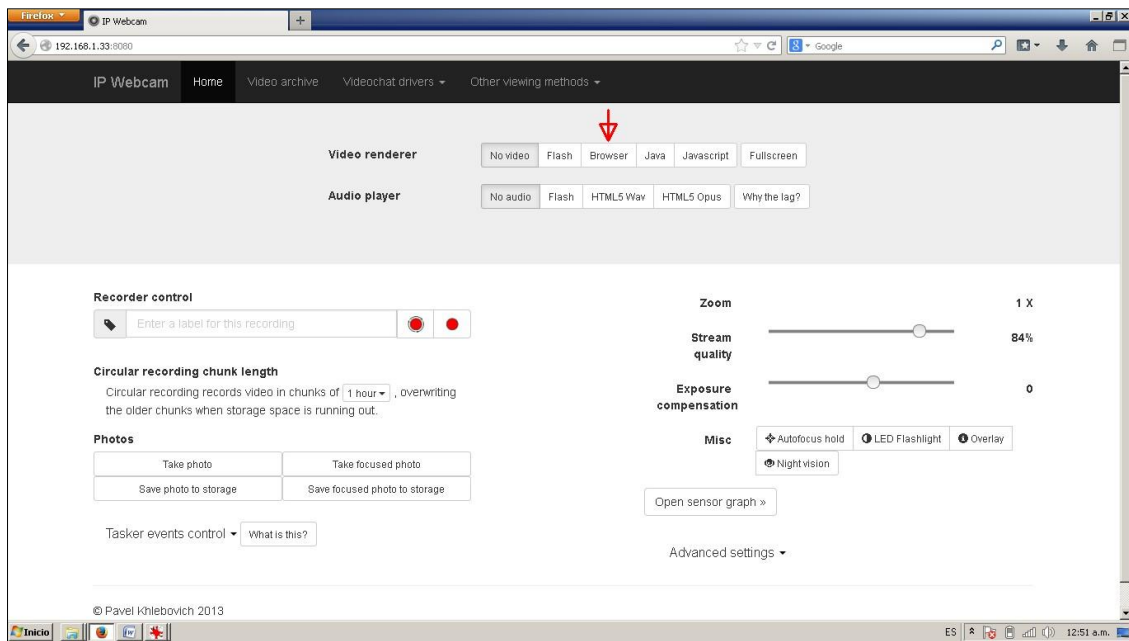 Firefox
IP Webcam
192.168.1.33:8080
Google
IP Webcam Home Video archive Videochat drivers Other viewing methods
Video renderer No video Flash Browser Java Javascript Fullscreen
Audio player No audio Flash HTML5 Wav HTML5 Opus Why the lag?
Recorder control
Enter a label for this recording
Circular recording chunk length
Circular recording records video in chunks of 1 hour , overwriting
the older chunks when storage space is running out.
Photos
Take photo Take focused photo
Save photo to storage Save focused photo to storage
Tasker events control What is this?
Zoom 1 X
Stream
quality 84%
Exposure
compensation 0
Misc Autofocus hold LED Flashlight Overlay
Night vision
Open sensor graph »
Advanced settings
© Pavel Khlebovich 2013
Inicio ES 12:51 a.m.